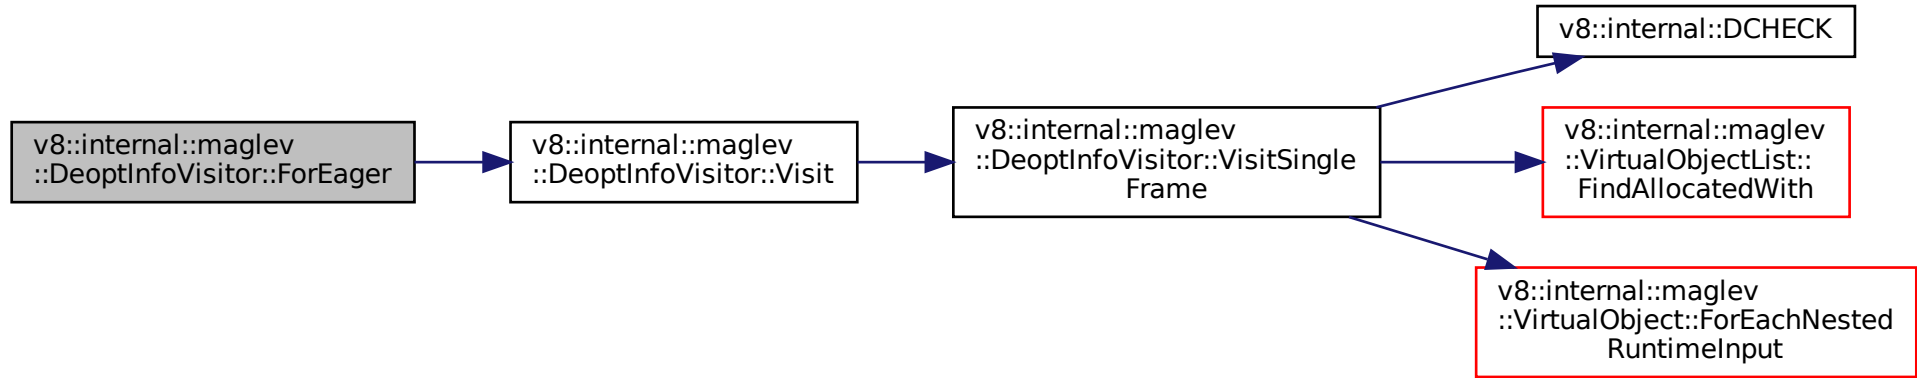 v8::internal::maglev
::DeoptInfoVisitor::ForEager
v8::internal::maglev
::DeoptInfoVisitor::Visit
v8::internal::maglev
::DeoptInfoVisitor::VisitSingle
Frame
v8::internal::DCHECK
v8::internal::maglev
::VirtualObjectList::
FindAllocatedWith
v8::internal::maglev
::VirtualObject::ForEachNested
RuntimeInput